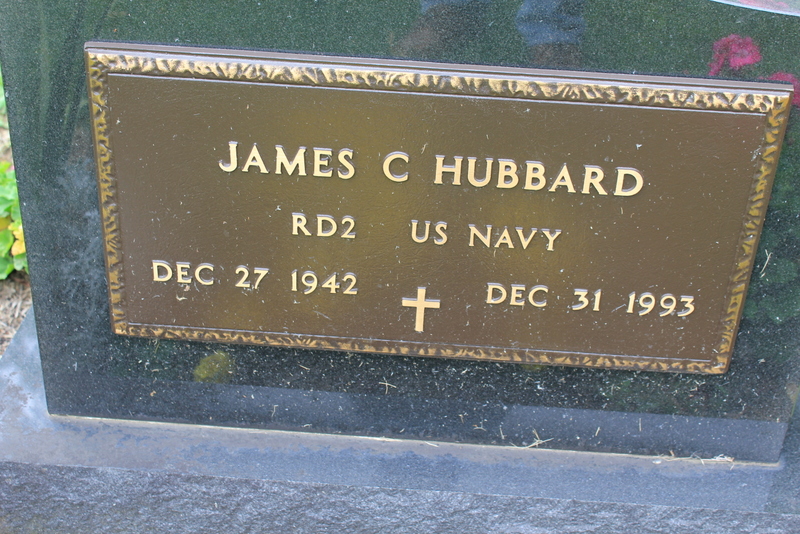 JAMES C HUBBARD
RD2 US NAVY
DEC 27 1942 DEC 31 1993